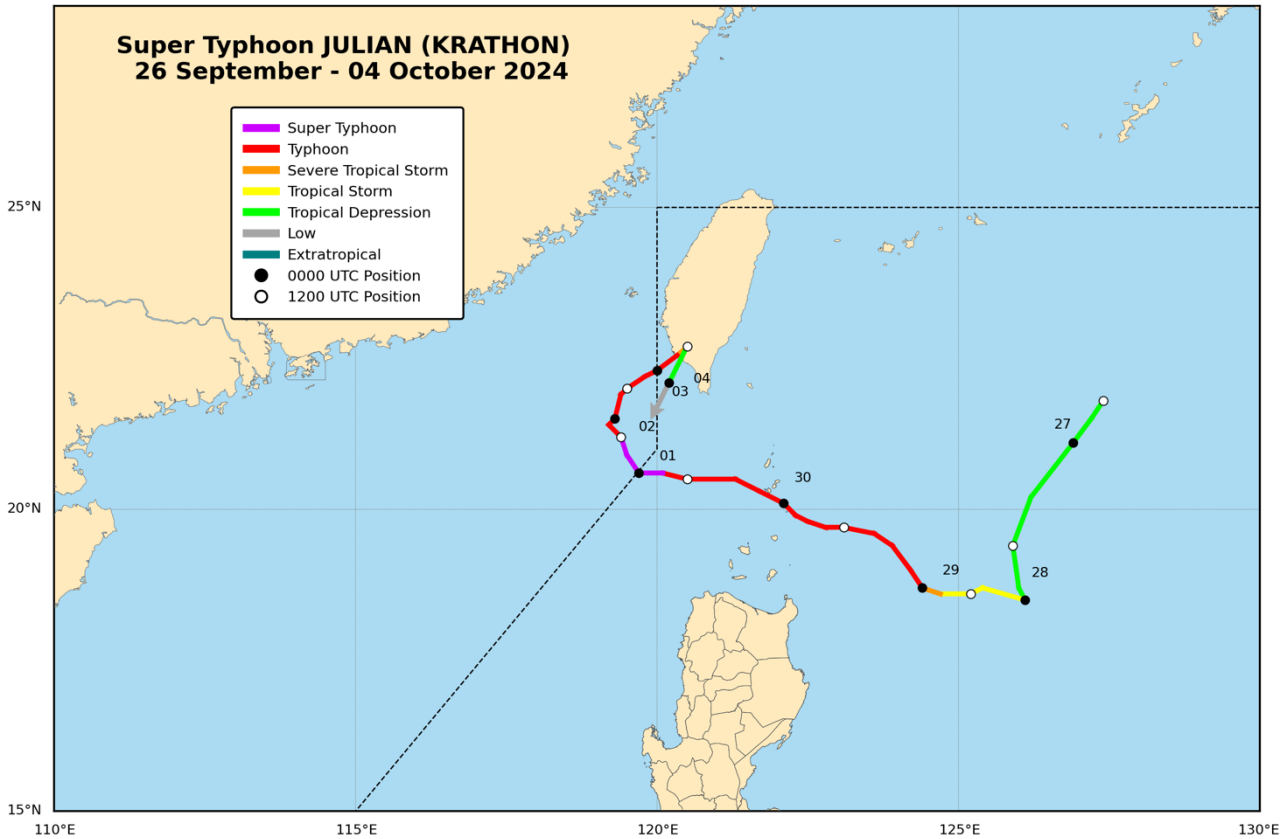 Super Typhoon JULIAN (KRATHON)
26 September - 04 October 2024
Super Typhoon
Typhoon
Severe Tropical Storm
Tropical Storm
Tropical Depression
Low
Extratropical
0000 UTC Position
1200 UTC Position
25°N
20°N
15°N
04
03
02
01
30
29
28
27
110°E
115°E
120°E
125°E
130°E